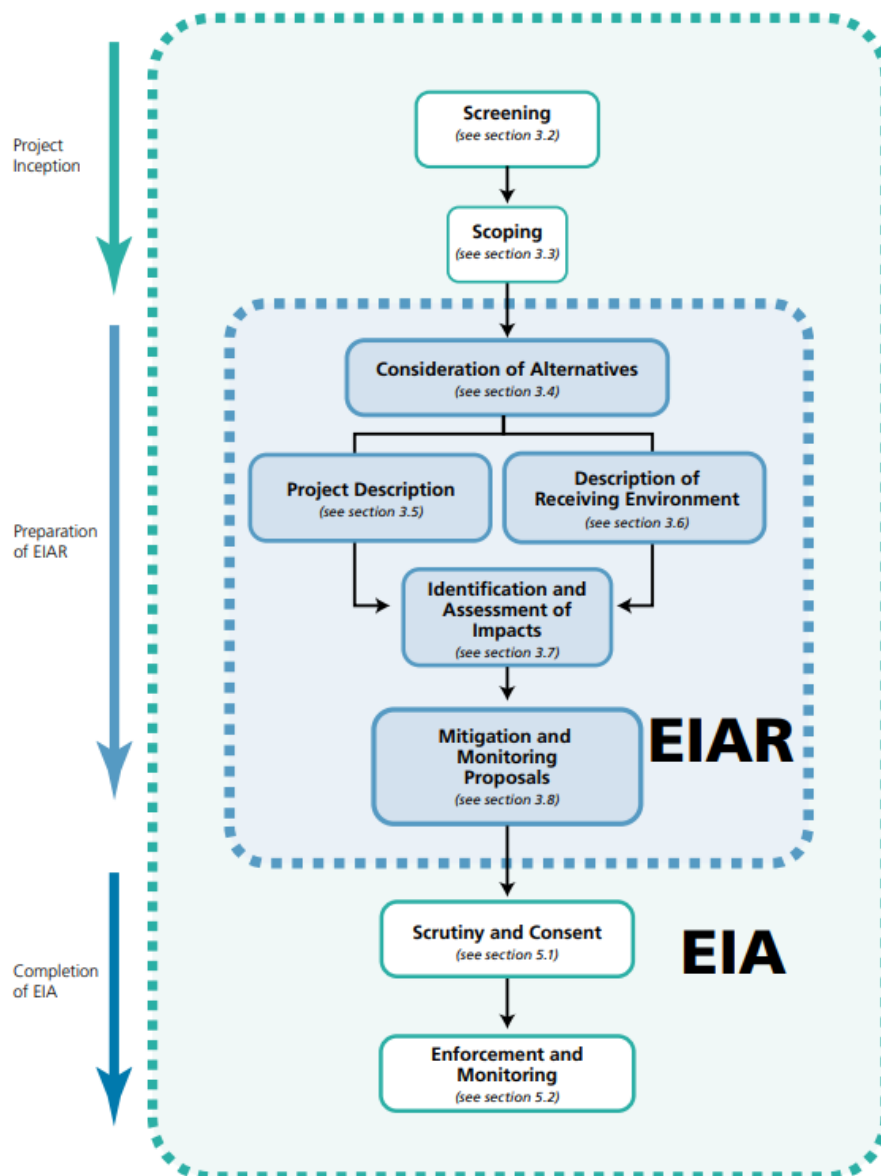 Project
Inception
Screening
(see section 3.2)
Scoping
(see section 3.3)
Consideration of Alternatives
(see section 3.4)
Project Description
(see section 3.5)
Description of
Receiving Environment
(see section 3.6)
Preparation
of EIAR
Identification and
Assessment of
Impacts
(see section 3.7)
Mitigation and
Monitoring
Proposals
(see section 3.8)
EIAR
Scrutiny and Consent
(see section 5.1)
EIA
Completion
of EIA
Enforcement and
Monitoring
(see section 5.2)